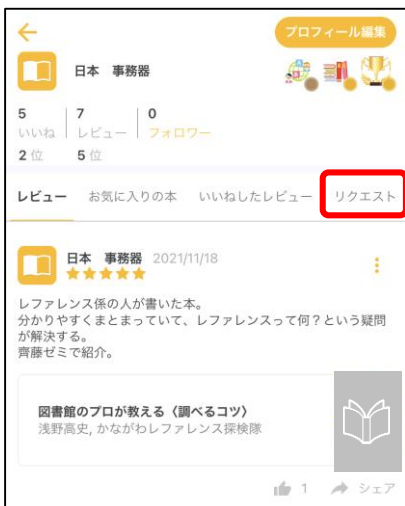 プロフィール編集
日本 事務器
5 7 0
いいね レビュー フォロワー
2 位 5 位
レビュー お気に入りの本 いいねしたレビュー リクエスト
日本 事務器 2021/11/18
★★★★★
レファレンス係の人が書いた本。
分かりやすくまとまっていて、レファレンスって何？という疑問
が解決する。
齊藤ゼミで紹介。
図書館のプロが教える〈調べるコツ〉
浅野高史, かながわレファレンス探検隊
1 シェア